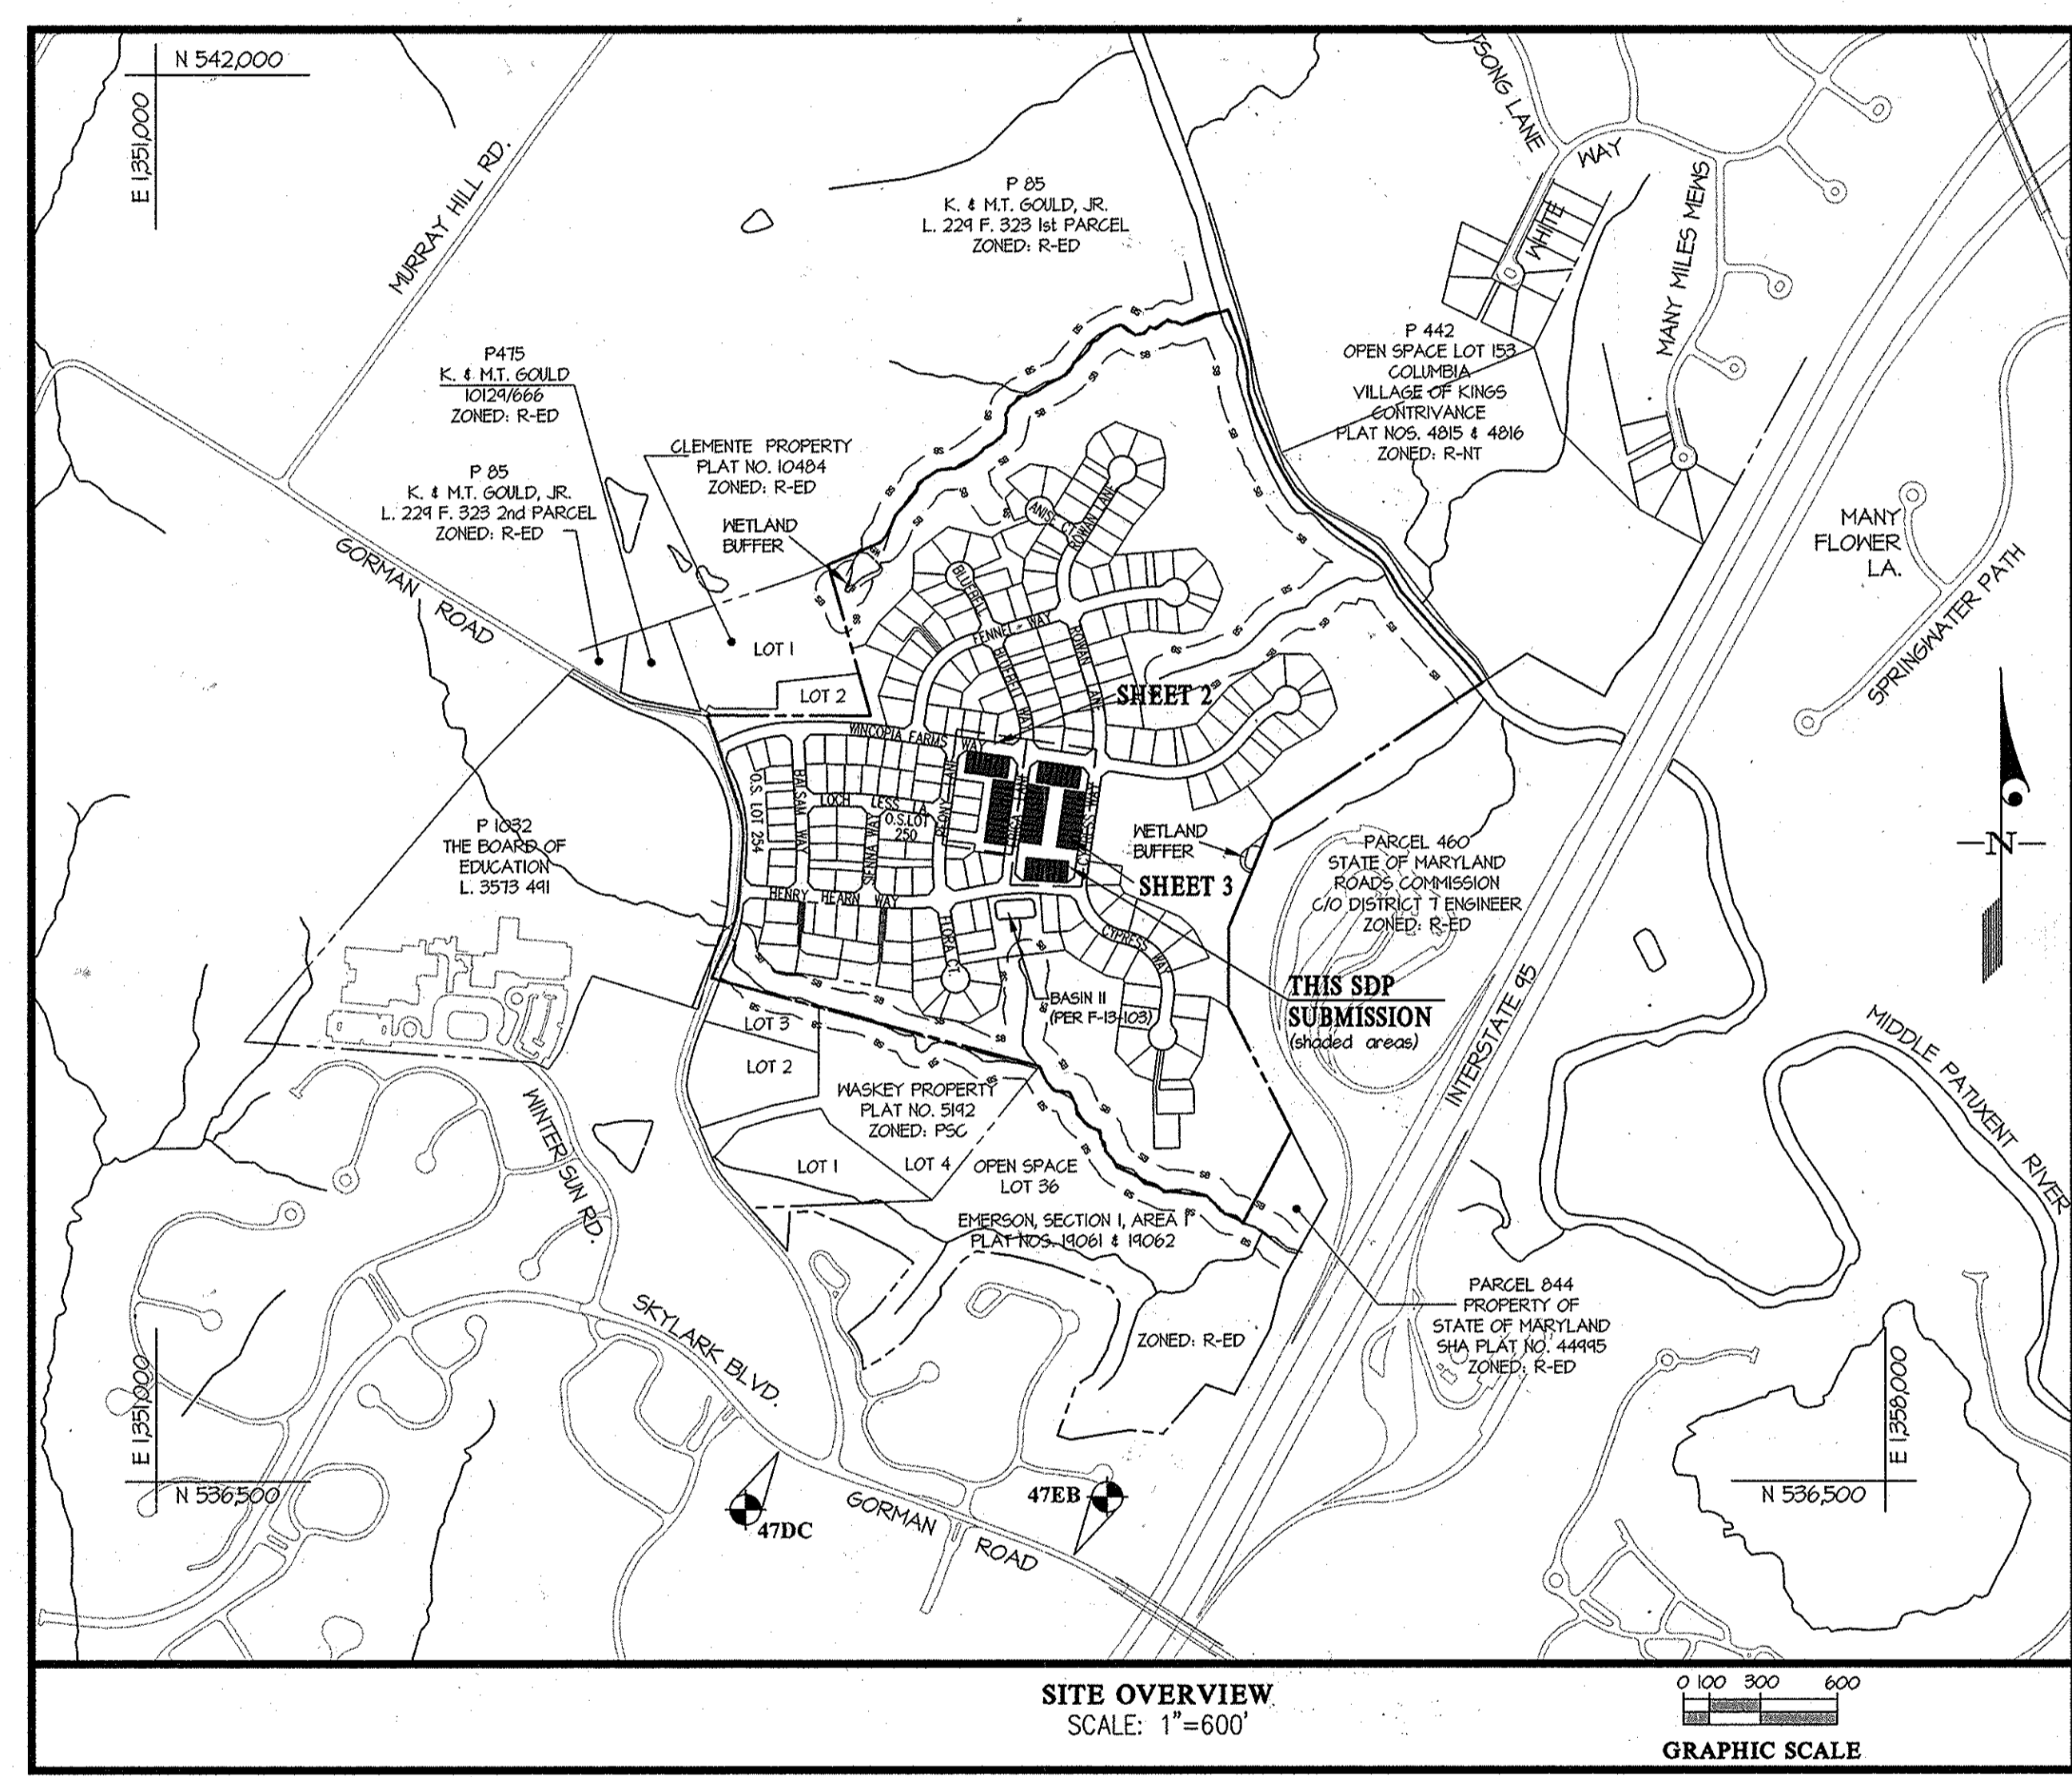 N 542,000
E 1,351,000
MURRAY HILL RD.
P 85
K. & M.T. GOULD, JR.
L. 229 F. 323 1st PARCEL
ZONED: R-ED
WAY
WHITE
MANY MILES MEWS
P 442
OPEN SPACE LOT 153
COLUMBIA
VILLAGE OF KINGS
CONTRIVANCE
PLAT NOS. 4815 & 4816
ZONED: R-NT
P475
K. & M.T. GOULD
10129/666
ZONED: R-ED
CLEMENTE PROPERTY
PLAT NO. 10484
ZONED: R-ED
P 85
K. & M.T. GOULD, JR.
L. 229 F. 323 2nd PARCEL
ZONED: R-ED
WETLAND
BUFFER
GORMAN ROAD
LOT 1
LOT 2
MANY
FLOWER
LA.
SPRINGWATER PATH
ANISE CT.
ROWAN LANE
BLUEBELL
FENNEL WAY
BLUEBELL WAY
ROWAN LANE
SHEET 2
VINCOPIA FARMS WAY
O.S. LOT 254
BALSAM WAY
LOCH LESS LA.
SIENNA WAY
O.S.LOT
250
PEONY LANE
CYPRESS WAY
HENRY HEARN WAY
FLORA CT.
CYPRESS WAY
SHEET 3
WETLAND
BUFFER
PARCEL 460
STATE OF MARYLAND
ROADS COMMISSION
C/O DISTRICT 7 ENGINEER
ZONED: R-ED
—N—
P 1032
THE BOARD OF
EDUCATION
L. 3573 491
BASIN 11
(PER F-13-103)
THIS SDP
SUBMISSION
(shaded areas)
INTERSTATE 95
MIDDLE PATUXENT RIVER
LOT 3
LOT 2
WASKEY PROPERTY
PLAT NO. 5192
ZONED: PSC
LOT 1
LOT 4
OPEN SPACE
LOT 36
EMERSON, SECTION 1, AREA 1
PLAT NOS. 19061 & 19062
WINTER SUN RD.
SKYLARK BLVD.
ZONED: R-ED
PARCEL 844
PROPERTY OF
STATE OF MARYLAND
SHA PLAT NO. 44995
ZONED: R-ED
E 1,351,000
N 536,500
47DC
47EB
GORMAN ROAD
E 1,358,000
N 536,500
SITE OVERVIEW
SCALE: 1"=600'
0 100 300 600
GRAPHIC SCALE